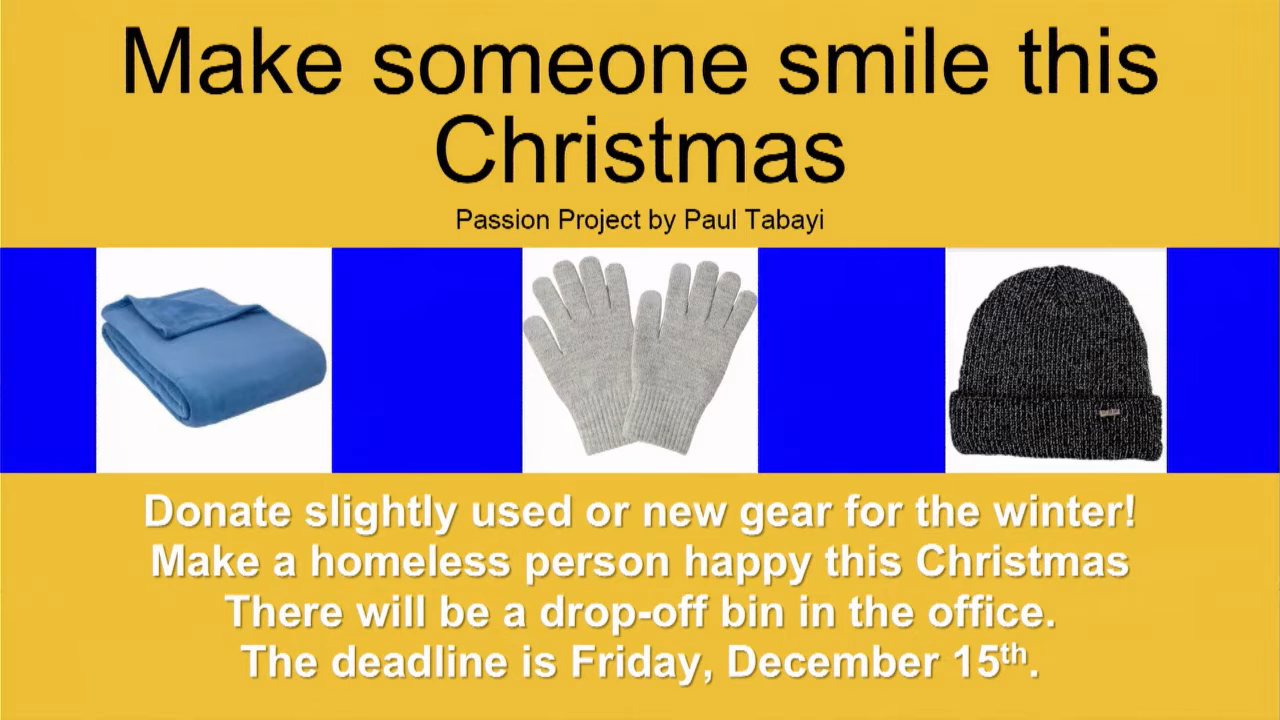 Make someone smile this
Christmas
Passion Project by Paul Tabayi
Donate slightly used or new gear for the winter!
Make a homeless person happy this Christmas
There will be a drop-off bin in the office.
The deadline is Friday, December 15th.